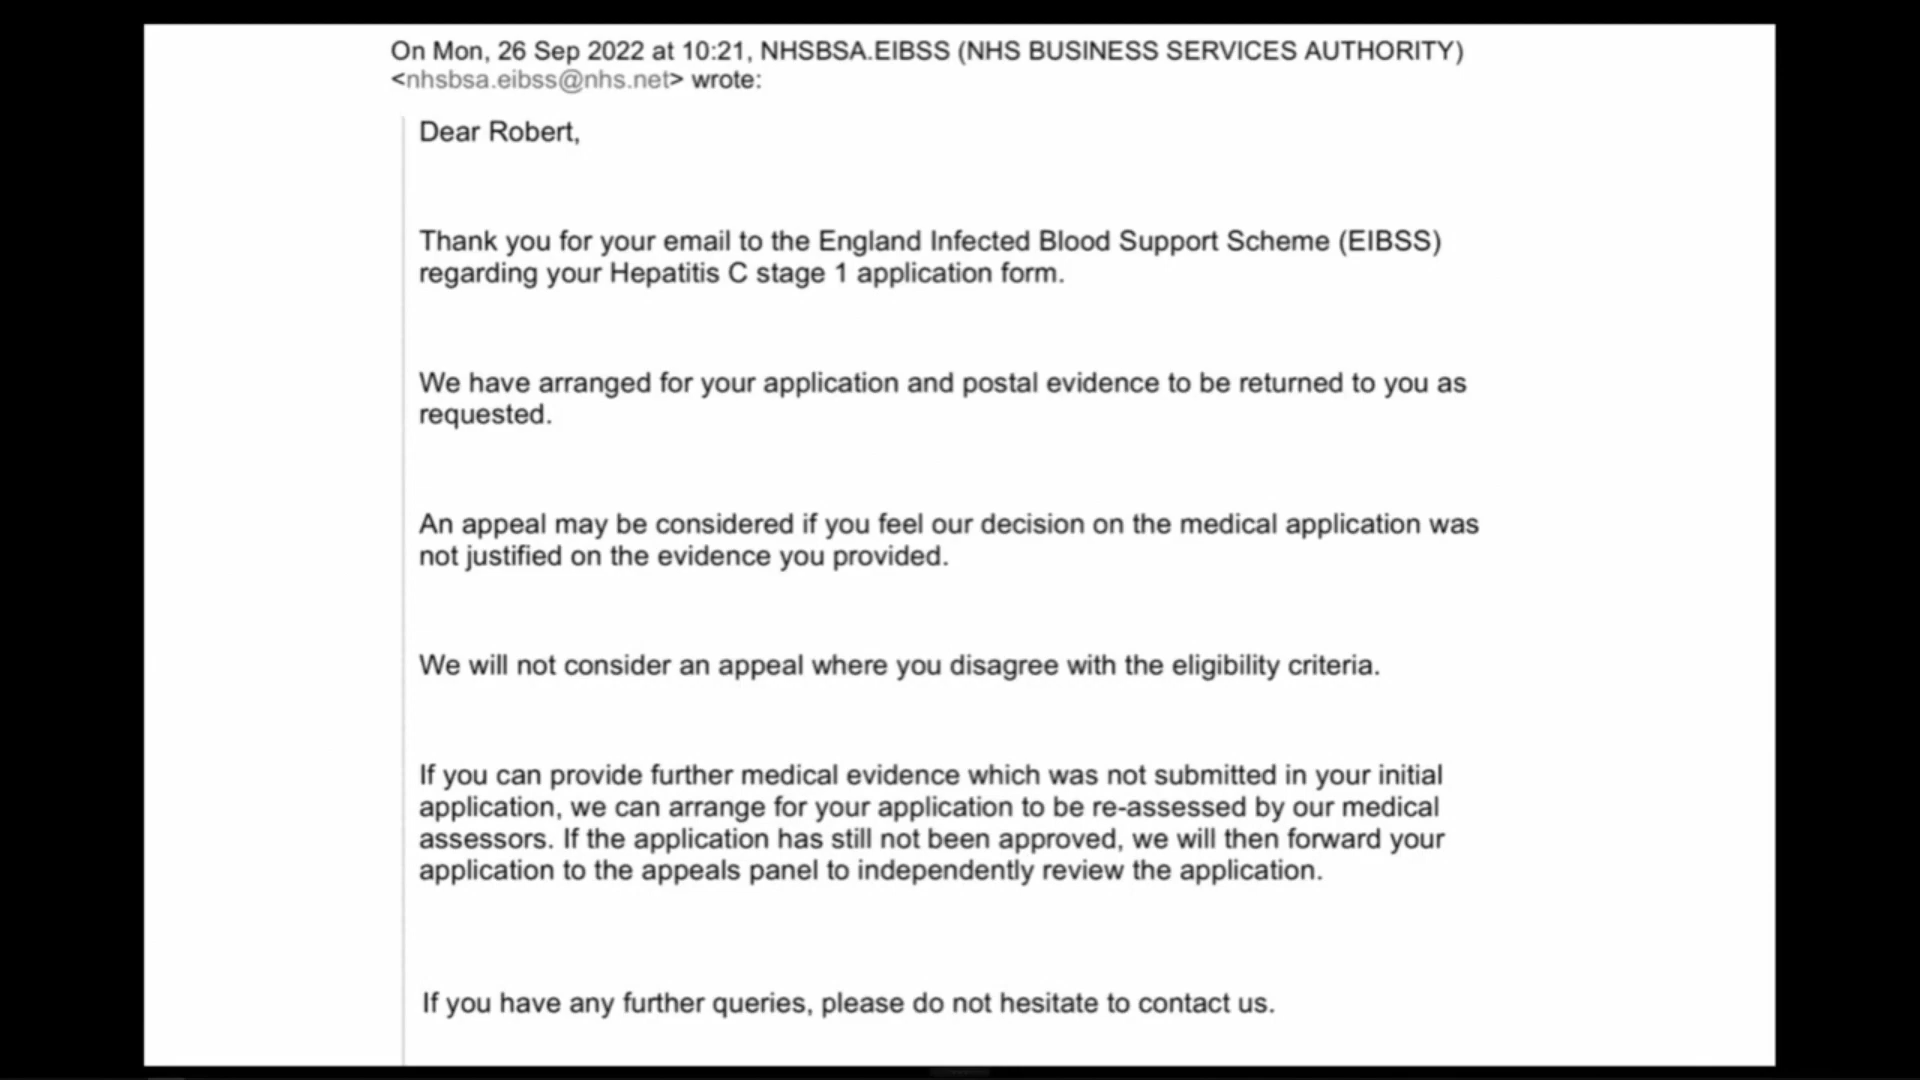 On Mon, 26 Sep 2022 at 10:21, NHSBSA.EIBSS (NHS BUSINESS SERVICES AUTHORITY)
<nhsbsa.eibss@nhs.net> wrote:
Dear Robert,
Thank you for your email to the England Infected Blood Support Scheme (EIBSS)
regarding your Hepatitis C stage 1 application form.
We have arranged for your application and postal evidence to be returned to you as
requested.
An appeal may be considered if you feel our decision on the medical application was
not justified on the evidence you provided.
We will not consider an appeal where you disagree with the eligibility criteria.
If you can provide further medical evidence which was not submitted in your initial
application, we can arrange for your application to be re-assessed by our medical
assessors. If the application has still not been approved, we will then forward your
application to the appeals panel to independently review the application.
If you have any further queries, please do not hesitate to contact us.